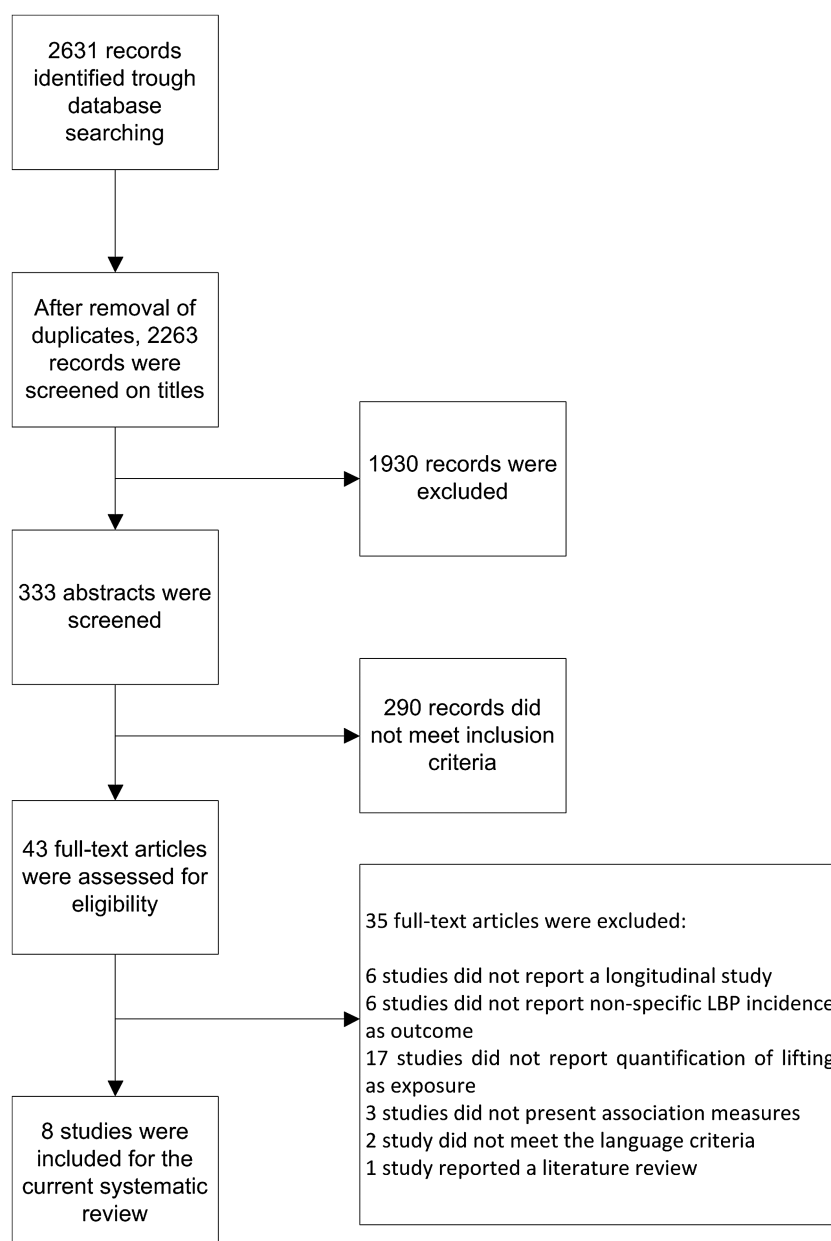 2631 records
identified trough
database
searching
After removal of
duplicates, 2263
records were
screened on titles
1930 records were
excluded
333 abstracts were
screened
290 records did
not meet inclusion
criteria
43 full-text articles
were assessed for
eligibility
35 full-text articles were excluded:
6 studies did not report a longitudinal study
6 studies did not report non-specific LBP incidence
as outcome
17 studies did not report quantification of lifting
as exposure
3 studies did not present association measures
2 study did not meet the language criteria
1 study reported a literature review
8 studies were
included for the
current systematic
review